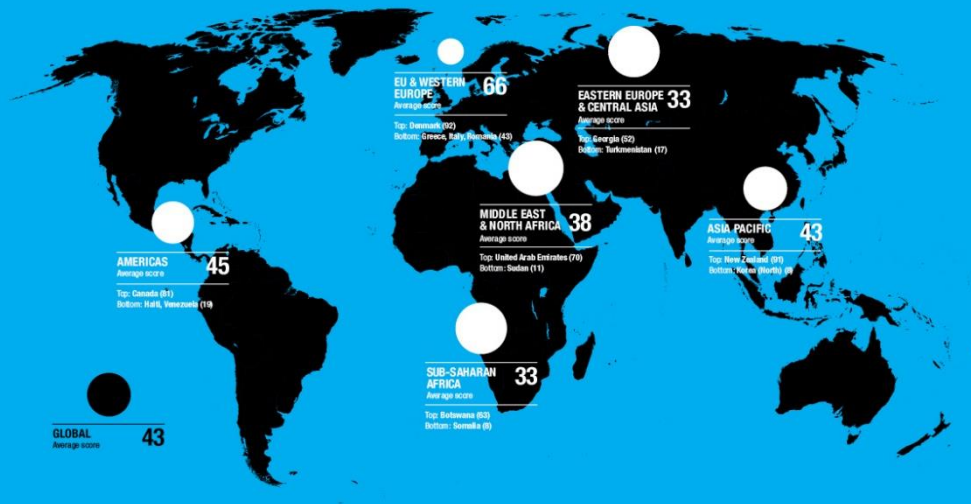 EU & WESTERN
EUROPE 66
Average score
Top: Denmark (92)
Bottom: Greece, Italy, Romania (43)
EASTERN EUROPE
& CENTRAL ASIA 33
Average score
Top: Georgia (52)
Bottom: Turkmenistan (17)
MIDDLE EAST
& NORTH AFRICA 38
Average score
Top: United Arab Emirates (70)
Bottom: Sudan (11)
ASIA PACIFIC 43
Average score
Top: New Zealand (91)
Bottom: Korea (North) (8)
AMERICAS 45
Average score
Top: Canada (81)
Bottom: Haiti, Venezuela (19)
SUB-SAHARAN
AFRICA 33
Average score
Top: Botswana (63)
Bottom: Somalia (8)
GLOBAL 43
Average score